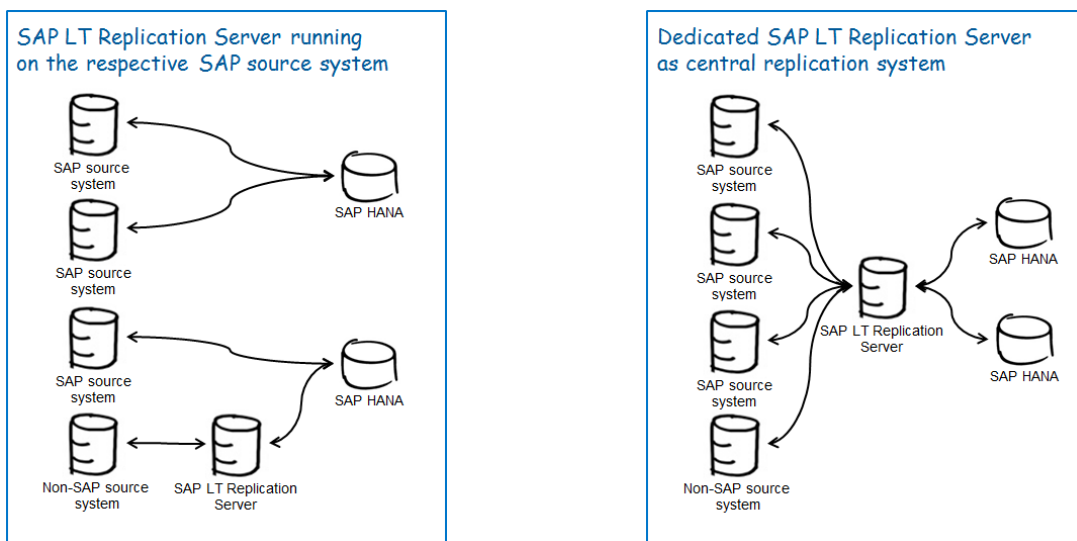 SAP LT Replication Server running
on the respective SAP source system
SAP source
system
SAP HANA
SAP source
system
SAP source
system
SAP HANA
Non-SAP source
system
SAP LT Replication
Server
Dedicated SAP LT Replication Server
as central replication system
SAP source
system
SAP source
system
SAP HANA
SAP LT Replication
Server
SAP source
system
SAP HANA
Non-SAP source
system